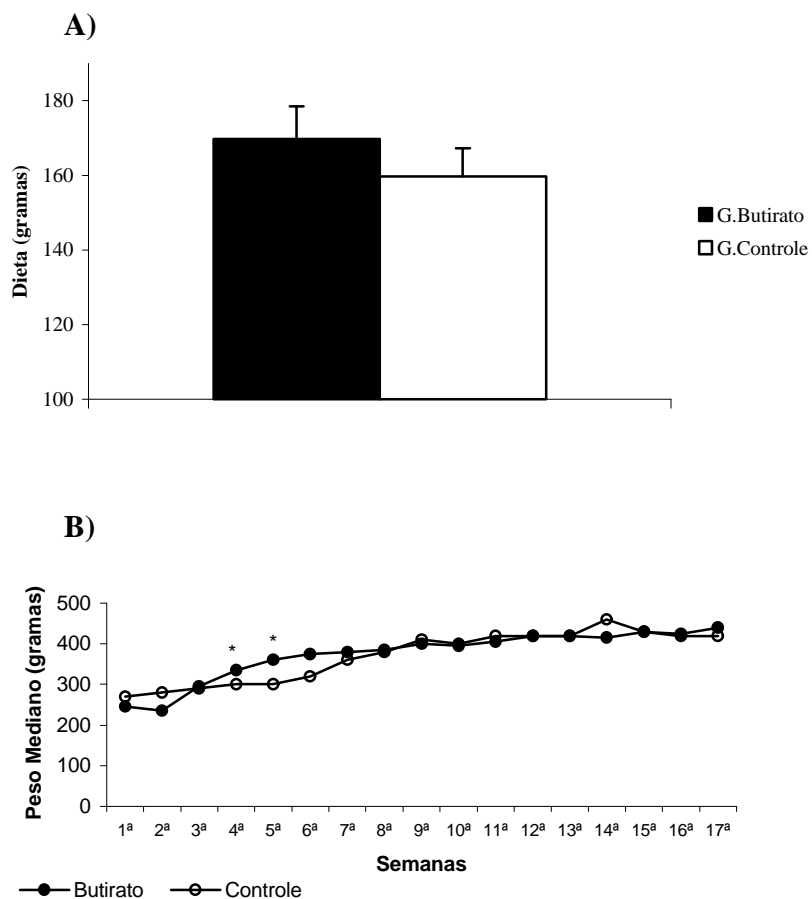 A)
Dieta (gramas)
180
160
140
120
100
G.Butirato
G.Controle
B)
Peso Mediano (gramas)
500
400
300
200
100
0
* *
1ª 2ª 3ª 4ª 5ª 6ª 7ª 8ª 9ª 10ª 11ª 12ª 13ª 14ª 15ª 16ª 17ª
Semanas
Butirato Controle